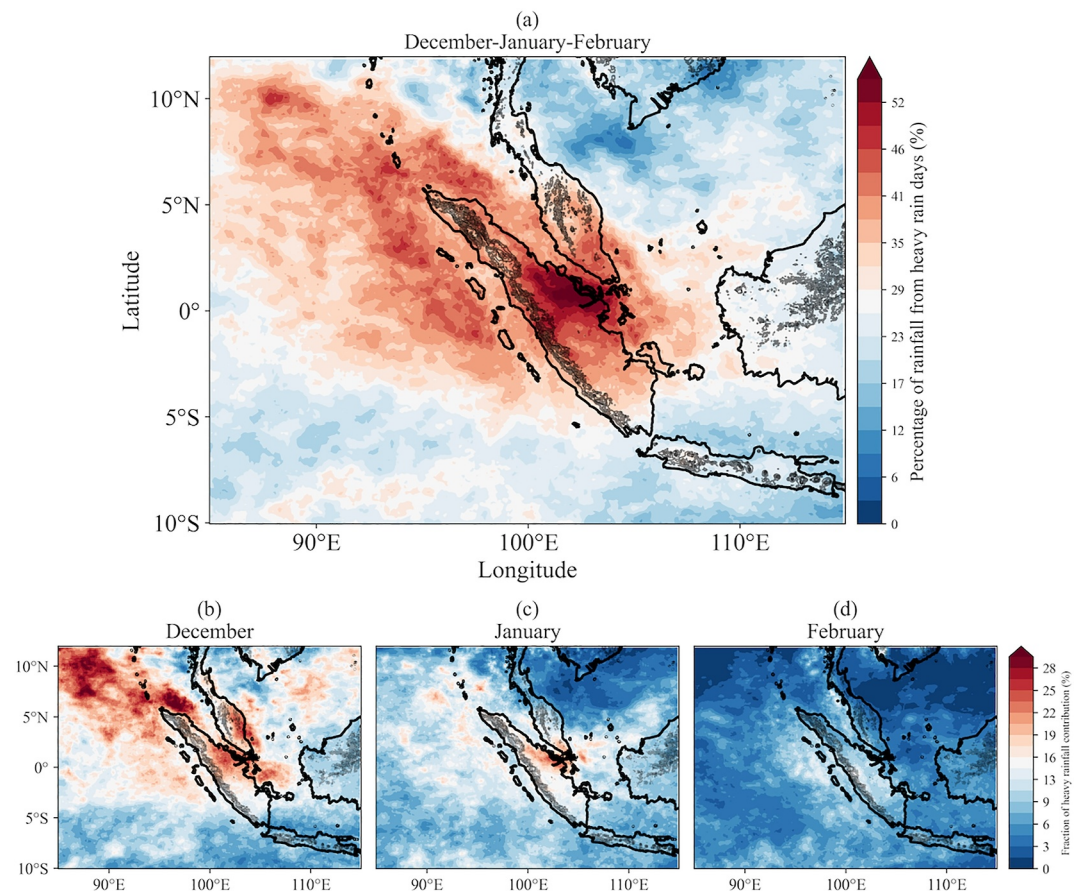 (a)
December-January-February
10°N
5°N
0°
5°S
10°S
Latitude
90°E
100°E
110°E
Longitude
52
46
41
35
29
23
17
12
6
0
Percentage of rainfall from heavy rain days (%)
(b)
December
(c)
January
(d)
February
10°N
5°N
0°
5°S
10°S
90°E
100°E
110°E
90°E
100°E
110°E
90°E
100°E
110°E
28
25
22
19
16
13
9
6
3
0
Fraction of heavy rainfall contribution (%)